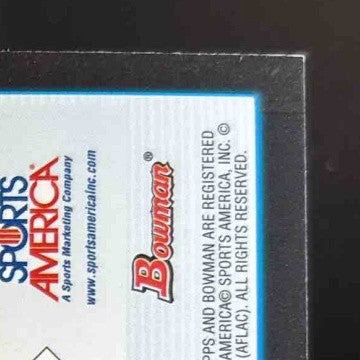 SPORTS
AMERICA®
A Sports Marketing Company
www.sportsamericainc.com
Bowman®
PPS AND BOWMAN ARE REGISTERED
AMERICA© SPORTS AMERICA, INC. ©
(AFLAC). ALL RIGHTS RESERVED.